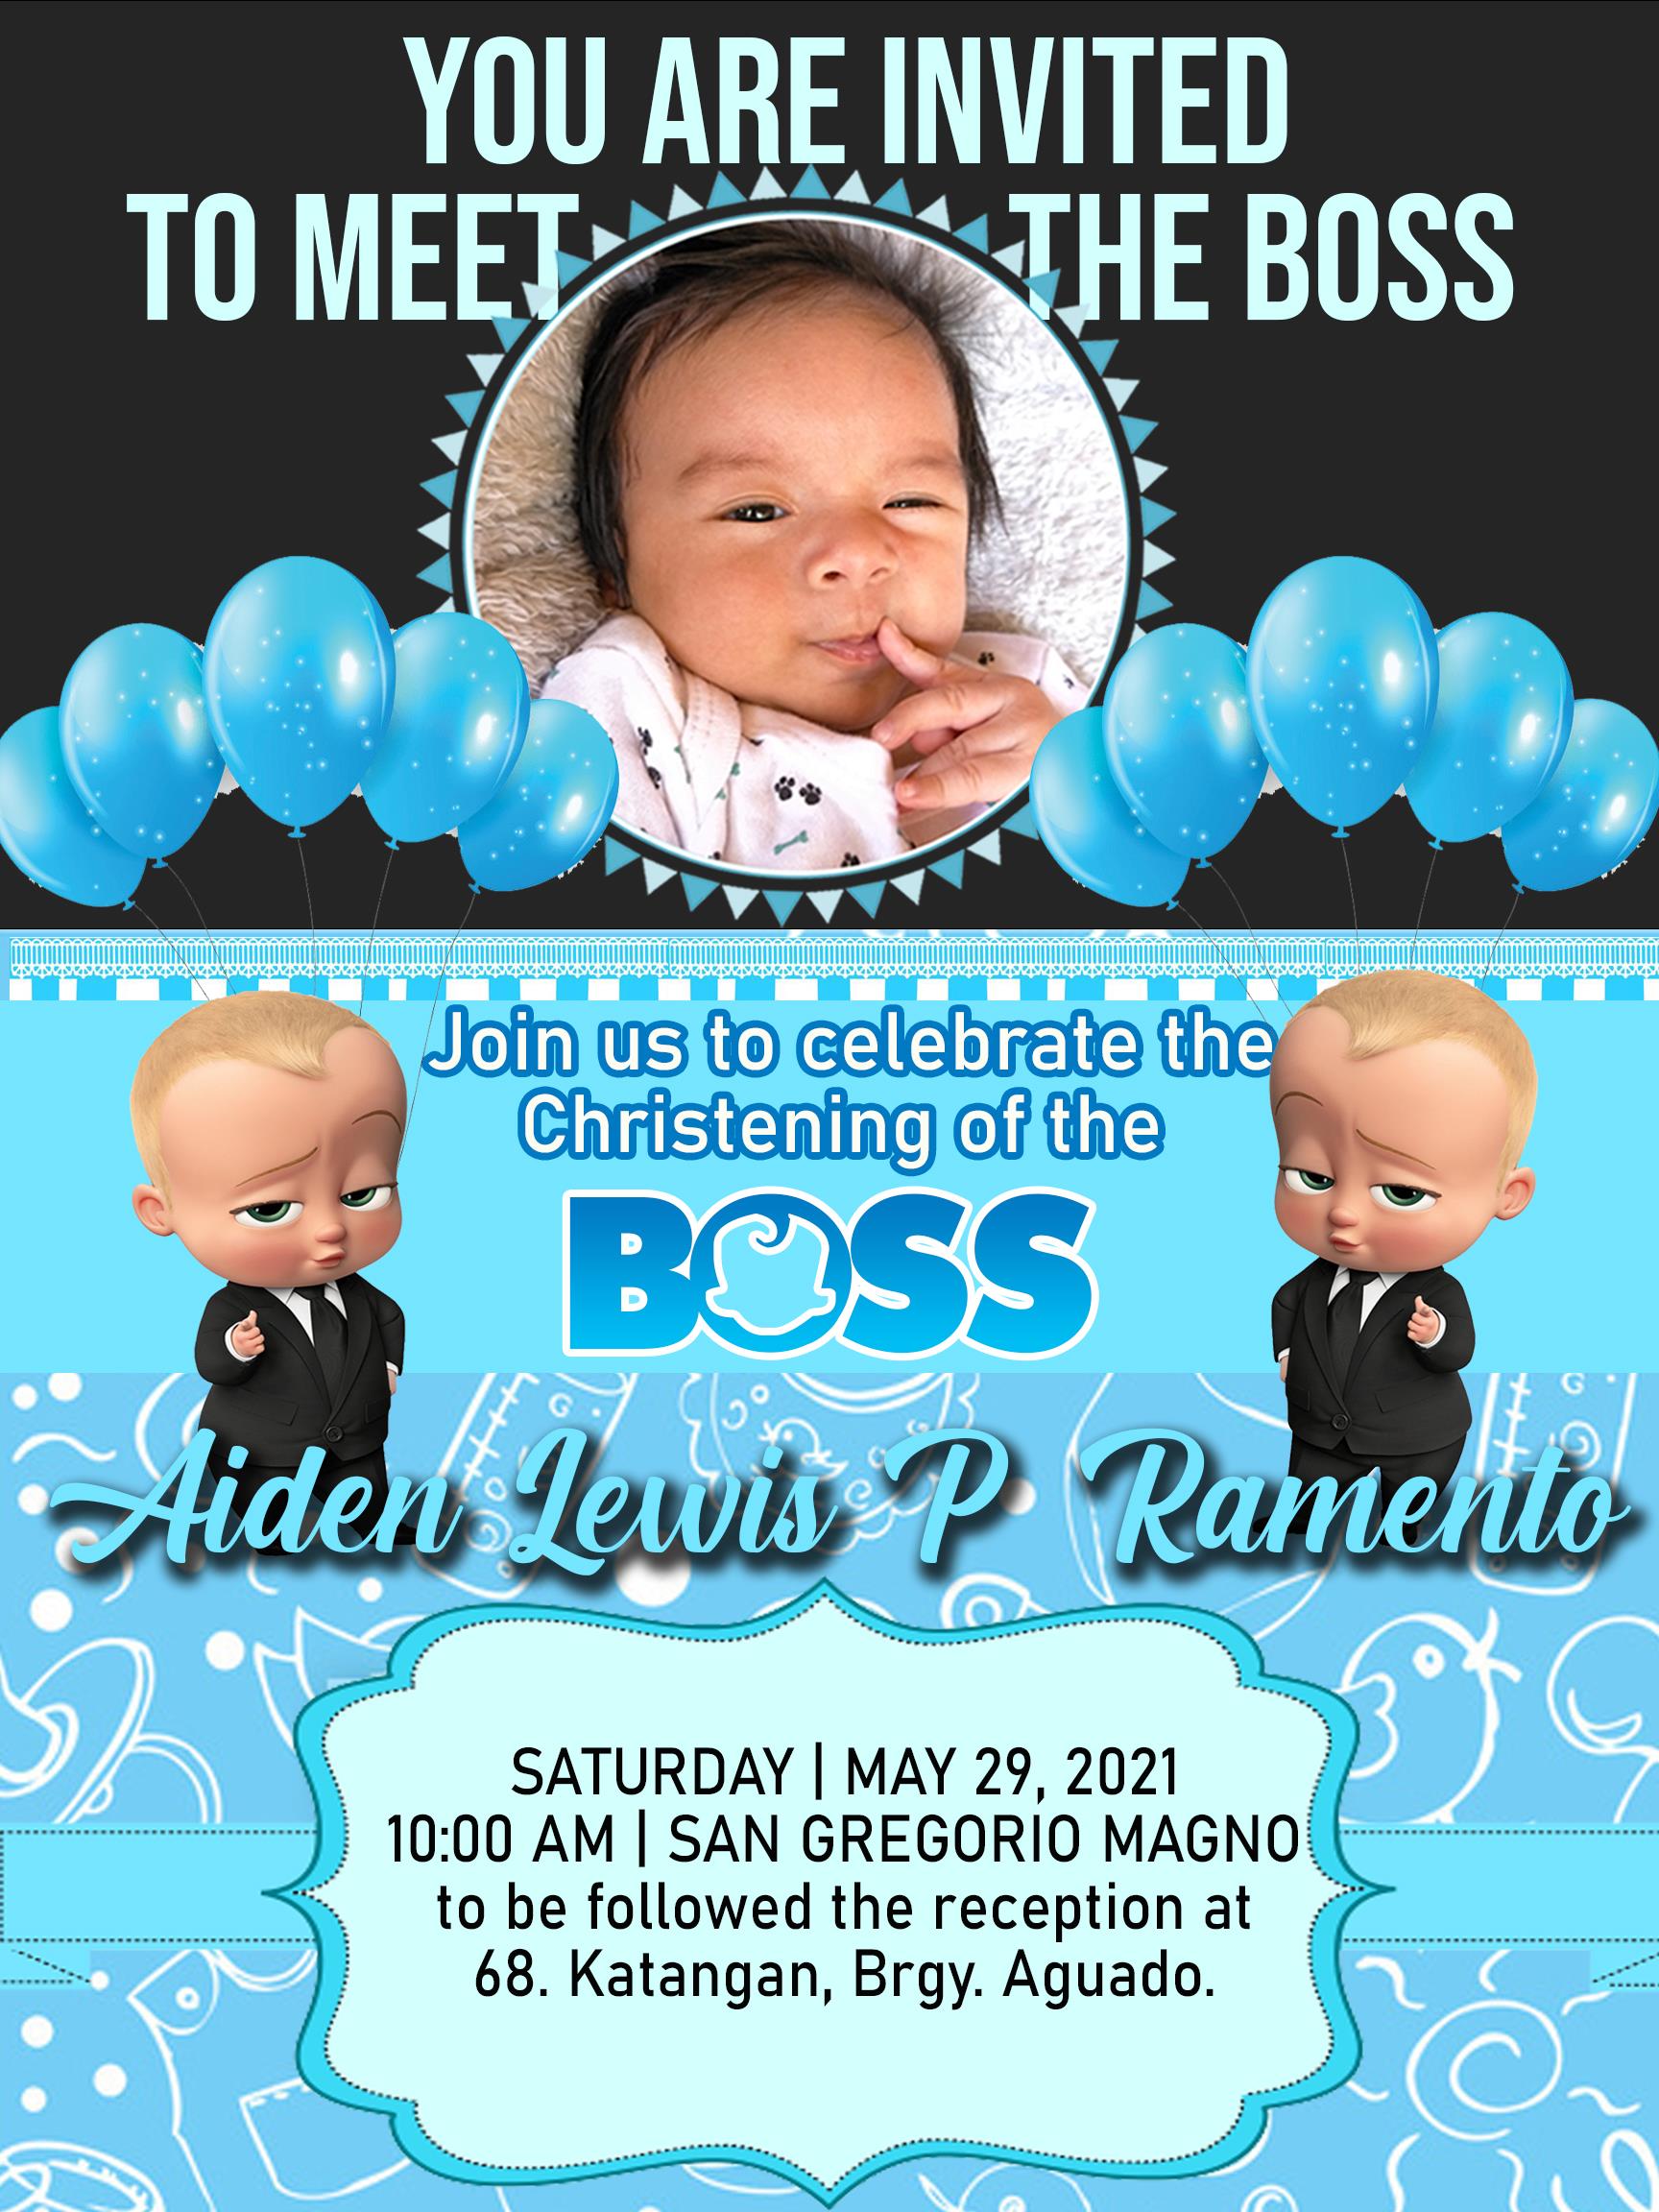 YOU ARE INVITED
TO MEET THE BOSS
Join us to celebrate the
Christening of the
BOSS
Aiden Lewis P Ramento
SATURDAY | MAY 29, 2021
10:00 AM | SAN GREGORIO MAGNO
to be followed the reception at
68. Katangan, Brgy. Aguado.